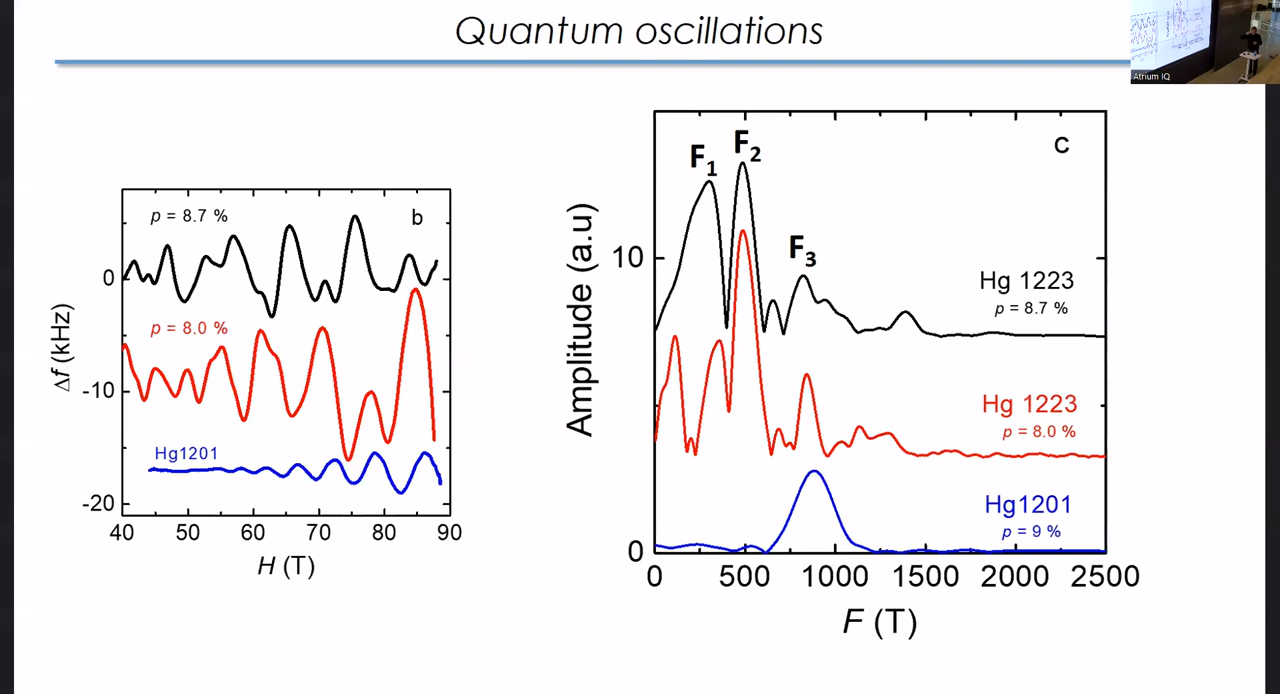 Quantum oscillations
Atrium IQ
b
p = 8.7 %
p = 8.0 %
Hg1201
Δf (kHz)
0
-10
-20
40 50 60 70 80 90
H (T)
c
F1 F2
F3
Hg 1223
p = 8.7 %
Hg 1223
p = 8.0 %
Hg1201
p = 9 %
Amplitude (a.u)
10
0
0 500 1000 1500 2000 2500
F (T)